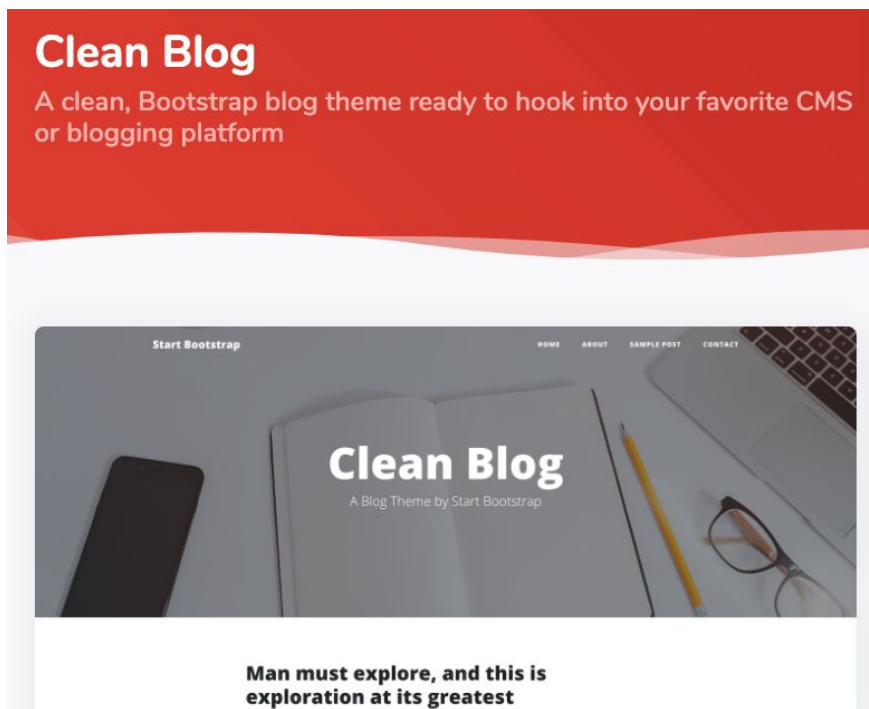 Clean Blog
A clean, Bootstrap blog theme ready to hook into your favorite CMS
or blogging platform
Start Bootstrap
HOME ABOUT SAMPLE POST CONTACT
Clean Blog
A Blog Theme by Start Bootstrap
Man must explore, and this is
exploration at its greatest